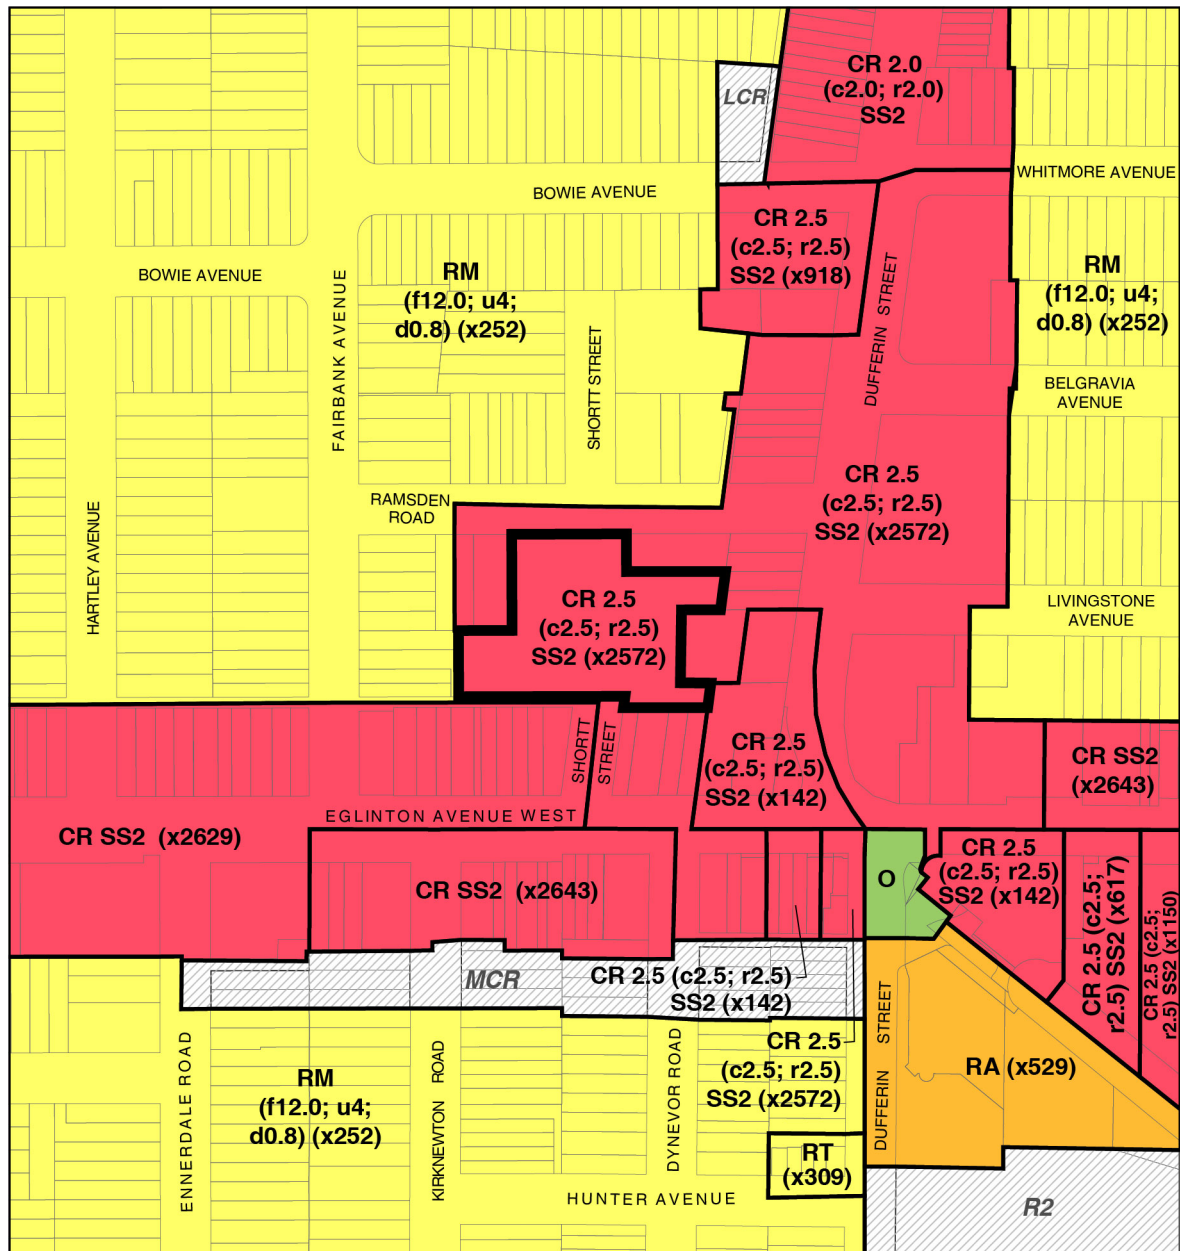 CR 2.0
(c2.0; r2.0)
SS2
LCR
WHITMORE AVENUE
BOWIE AVENUE
CR 2.5
(c2.5; r2.5)
SS2 (x918)
BOWIE AVENUE
RM
(f12.0; u4;
d0.8) (x252)
RM
(f12.0; u4;
d0.8) (x252)
FAIRBANK AVENUE
SHORTT STREET
DUFFERIN STREET
BELGRAVIA
AVENUE
CR 2.5
(c2.5; r2.5)
SS2 (x2572)
RAMSDEN
ROAD
HARTLEY AVENUE
CR 2.5
(c2.5; r2.5)
SS2 (x2572)
LIVINGSTONE
AVENUE
SHORTT
STREET
CR 2.5
(c2.5; r2.5)
SS2 (x142)
CR SS2
(x2643)
EGLINTON AVENUE WEST
CR SS2 (x2629)
CR SS2 (x2643)
O
CR 2.5
(c2.5; r2.5)
SS2 (x142)
CR 2.5 (c2.5;
r2.5) SS2 (x617)
CR 2.5 (c2.5;
r2.5) SS2 (x1150)
MCR
CR 2.5 (c2.5; r2.5)
SS2 (x142)
CR 2.5
(c2.5; r2.5)
SS2 (x2572)
DUFFERIN STREET
RA (x529)
ENNERDALE ROAD
RM
(f12.0; u4;
d0.8) (x252)
KIRKNEWTON ROAD
DYNEVOR ROAD
RT
(x309)
HUNTER AVENUE
R2